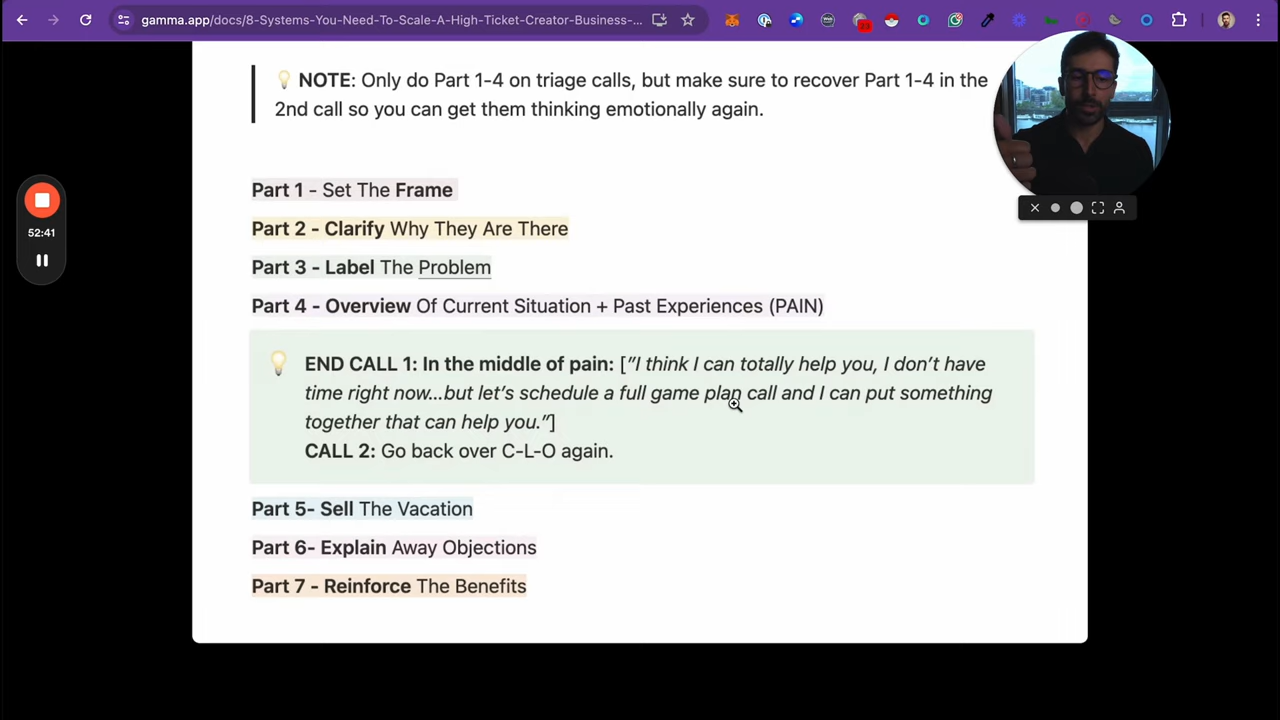 gamma.app/docs/8-Systems-You-Need-To-Scale-A-High-Ticket-Creator-Business-...
23
💡 NOTE: Only do Part 1-4 on triage calls, but make sure to recover Part 1-4 in the
2nd call so you can get them thinking emotionally again.
52:41
Part 1 - Set The Frame
Part 2 - Clarify Why They Are There
Part 3 - Label The Problem
Part 4 - Overview Of Current Situation + Past Experiences (PAIN)
💡 END CALL 1: In the middle of pain: ["I think I can totally help you, I don't have
time right now...but let's schedule a full game plan call and I can put something
together that can help you."]
CALL 2: Go back over C-L-O again.
Part 5- Sell The Vacation
Part 6- Explain Away Objections
Part 7 - Reinforce The Benefits